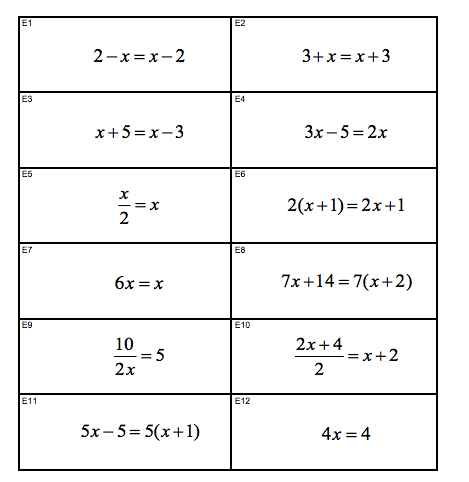 E1
2 − x = x − 2
E2
3 + x = x + 3
E3
x + 5 = x − 3
E4
3x − 5 = 2x
E5
x/2 = x
E6
2(x + 1) = 2x + 1
E7
6x = x
E8
7x + 14 = 7(x + 2)
E9
10/2x = 5
E10
2x + 4/2 = x + 2
E11
5x − 5 = 5(x + 1)
E12
4x = 4